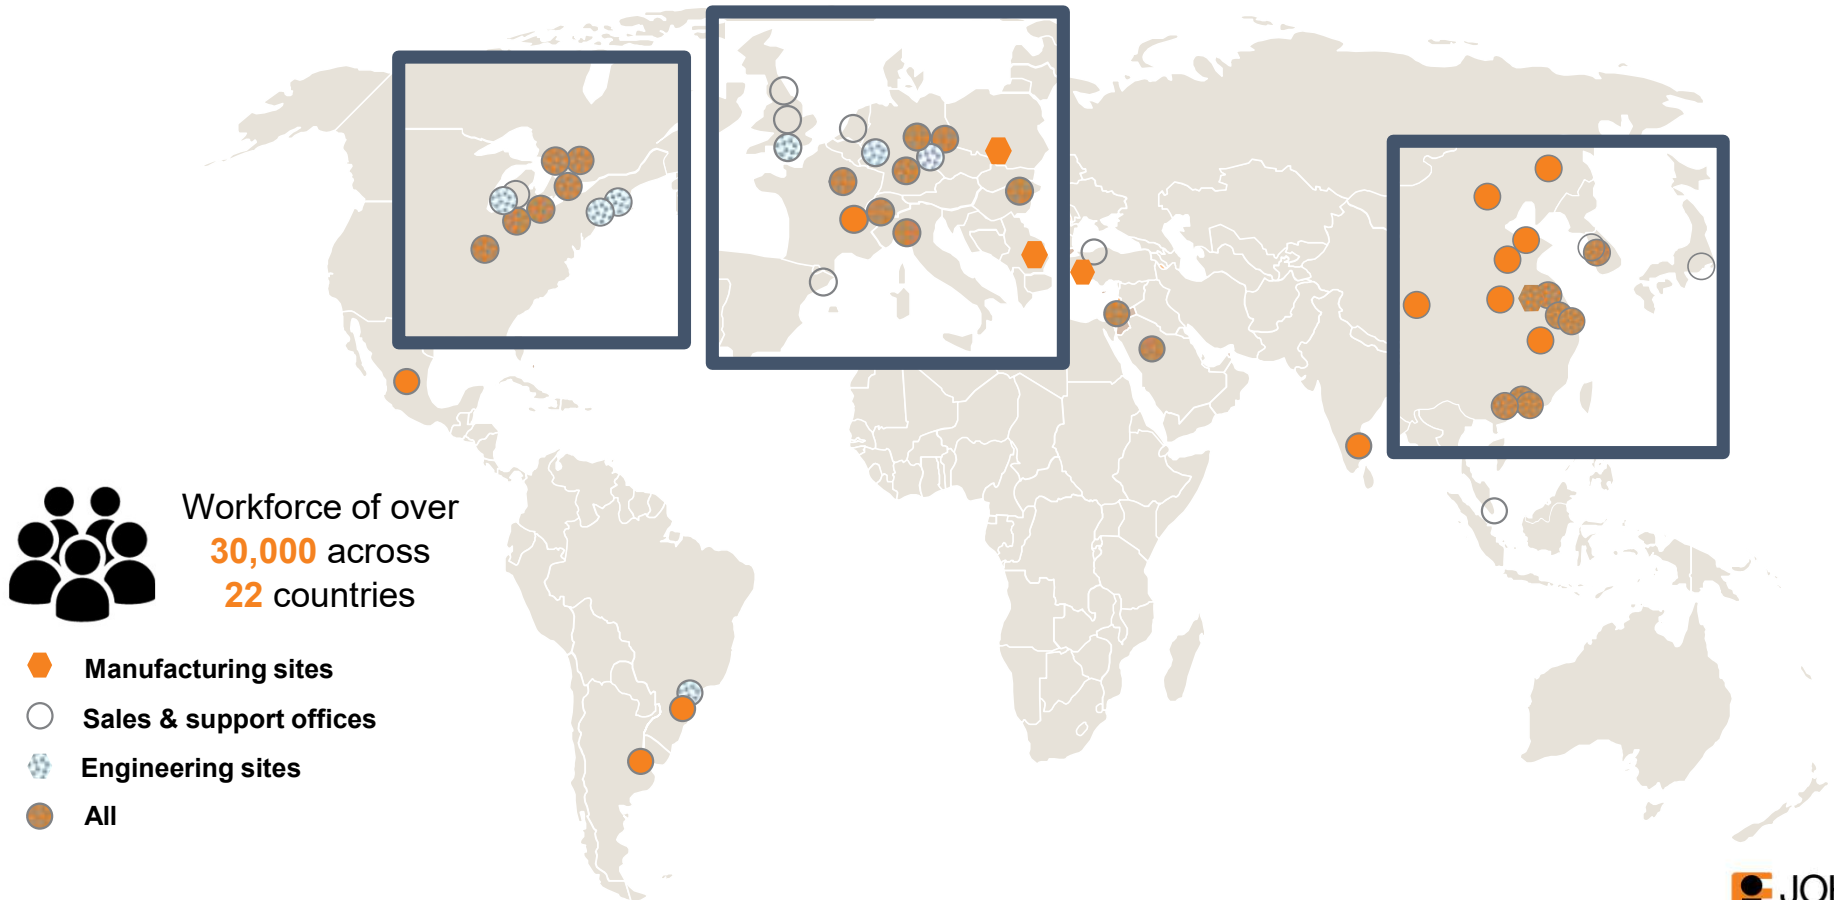 Workforce of over
30,000 across
22 countries
Manufacturing sites
Sales & support offices
Engineering sites
All